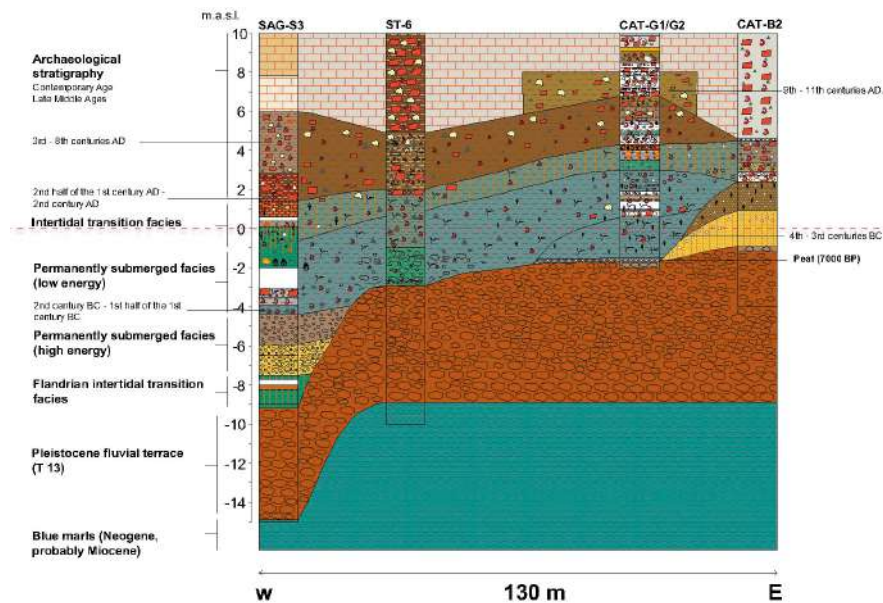 m.a.s.l.
SAG-S3
ST-6
CAT-G1/G2
CAT-B2
10
8
6
4
2
0
-2
-4
-6
-8
-10
-12
-14
Archaeological
stratigraphy
Contemporary Age
Late Middle Ages
3rd - 8th centuries AD
2nd half of the 1st century AD -
2nd century AD
Intertidal transition facies
Permanently submerged facies
(low energy)
2nd century BC - 1st half of the 1st
century BC
Permanently submerged facies
(high energy)
Flandrian intertidal transition
facies
Pleistocene fluvial terrace
(T 13)
Blue marls (Neogene,
probably Miocene)
9th - 11th centuries AD
4th - 3rd centuries BC
Peat (7000 BP)
W
130 m
E